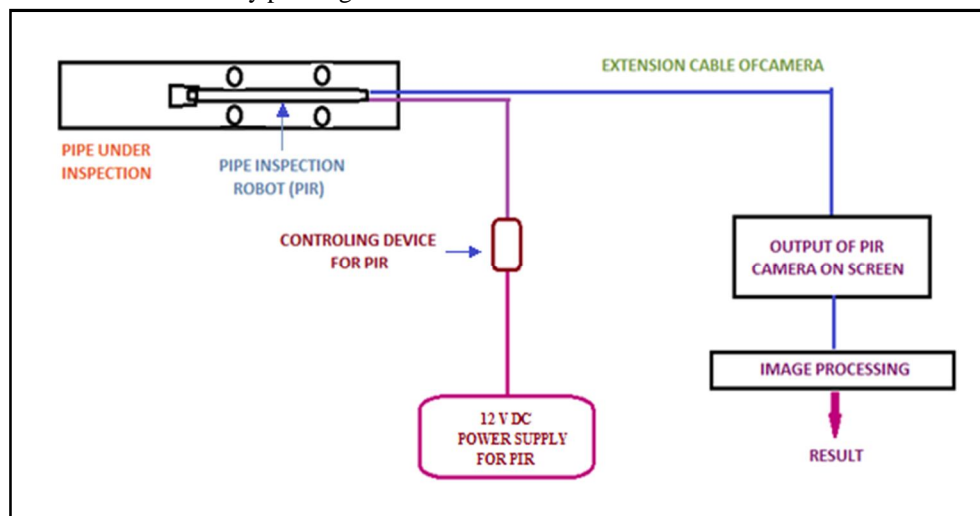 EXTENSION CABLE OFCAMERA
PIPE UNDER
INSPECTION
PIPE INSPECTION
ROBOT (PIR)
CONTROLING DEVICE
FOR PIR
OUTPUT OF PIR
CAMERA ON SCREEN
IMAGE PROCESSING
12 V DC
POWER SUPPLY
FOR PIR
RESULT